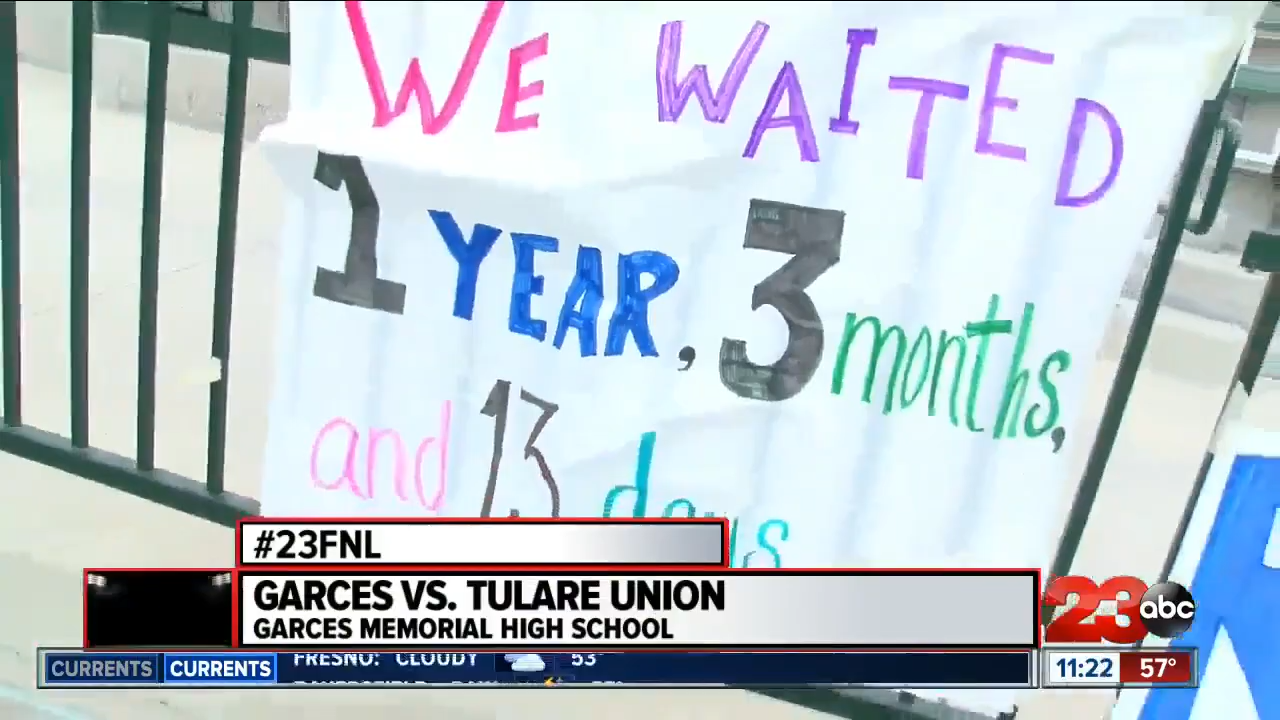 WE WAITED
1 YEAR, 3 months,
and 13 days
#23FNL
GARCES VS. TULARE UNION
GARCES MEMORIAL HIGH SCHOOL
23 abc
CURRENTS CURRENTS FRESNO: CLOUDY 53°
11:22 57°